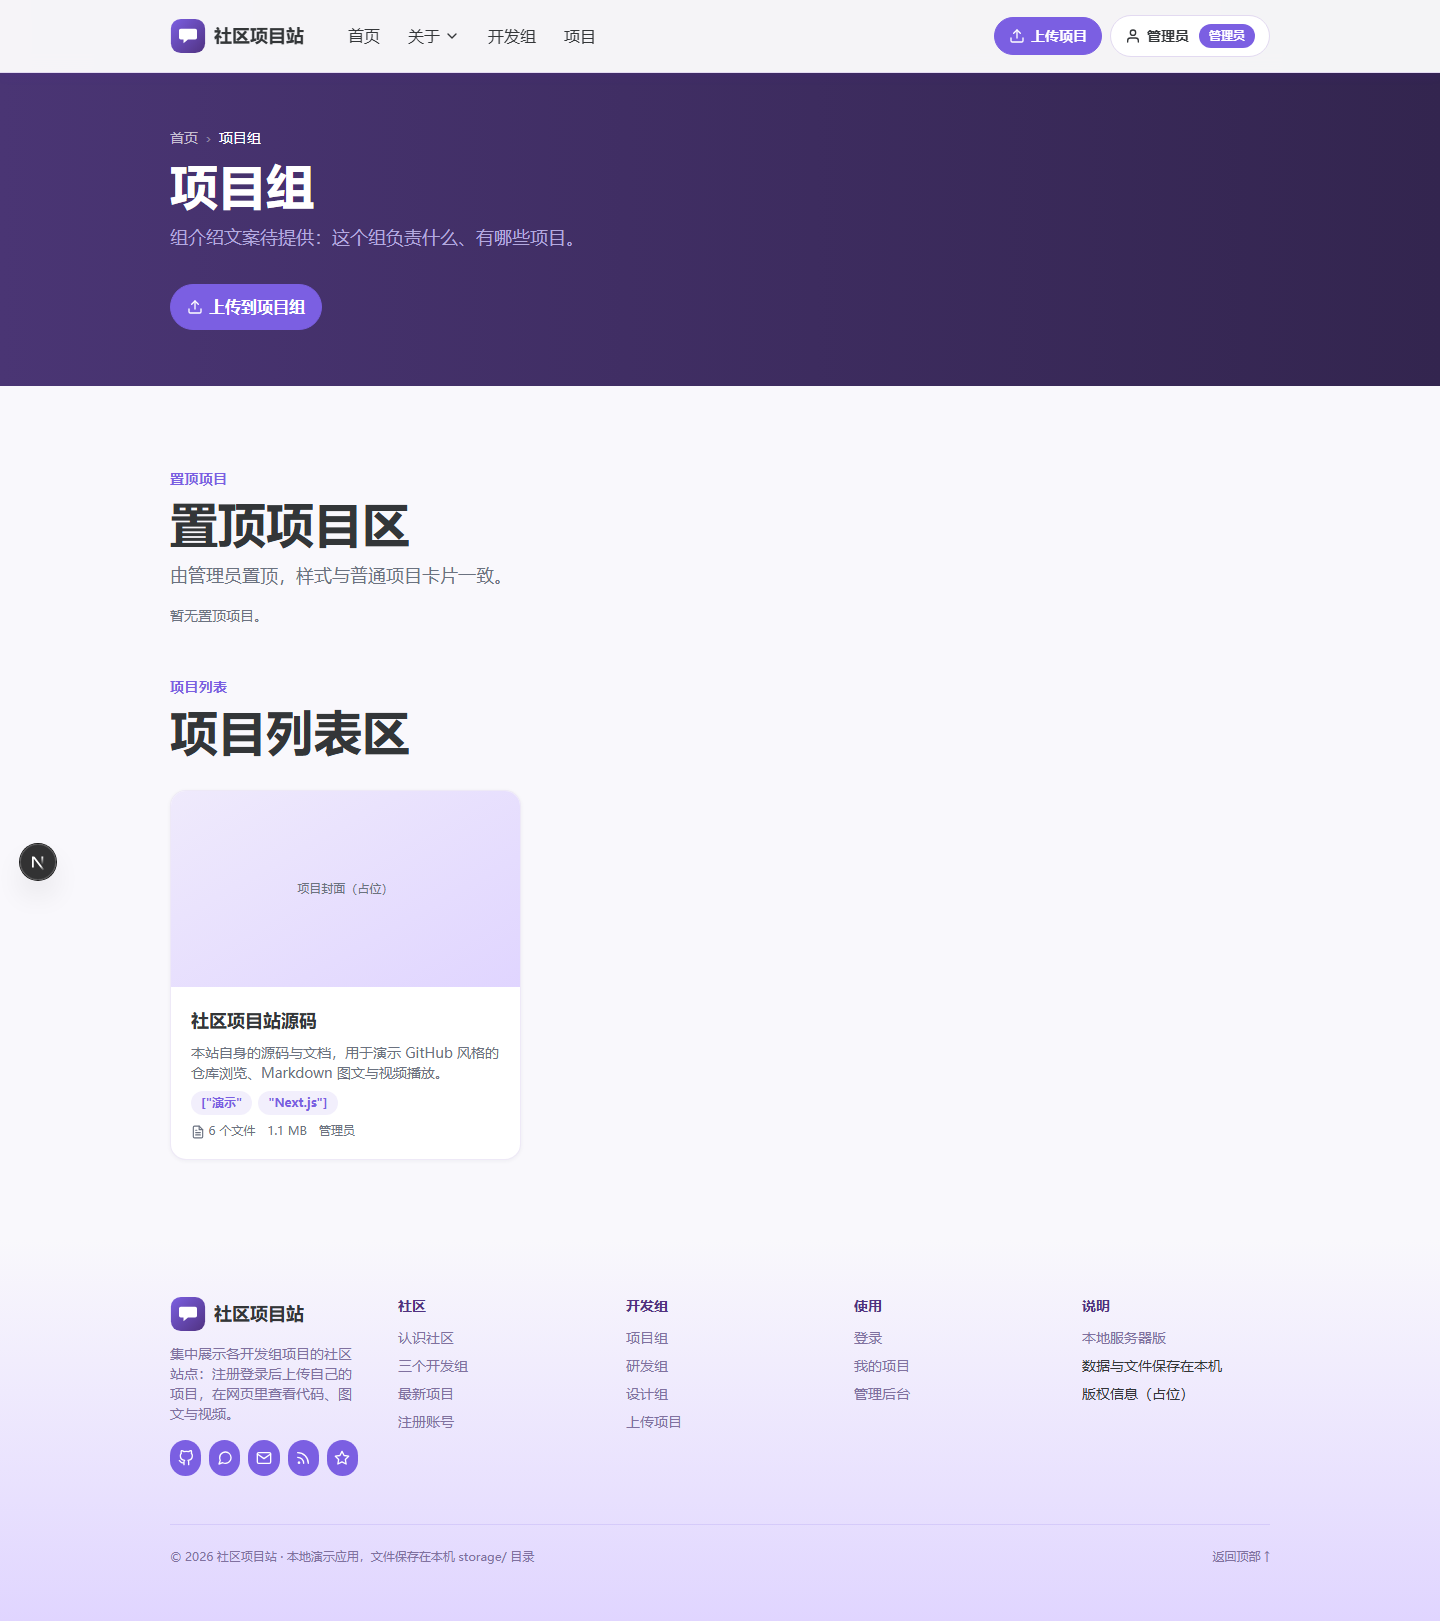 社区项目站
首页
关于
开发组
项目
上传项目
管理员
管理员
首页 › 项目组
项目组
组介绍文案待提供：这个组负责什么、有哪些项目。
上传到项目组
置顶项目
置顶项目区
由管理员置顶，样式与普通项目卡片一致。
暂无置顶项目。
项目列表
项目列表区
N
项目封面（占位）
社区项目站源码
本站自身的源码与文档，用于演示 GitHub 风格的
仓库浏览、Markdown 图文与视频播放。
["演示"
"Next.js"]
6 个文件 1.1 MB 管理员
社区项目站
集中展示各开发组项目的社区
站点：注册登录后上传自己的
项目，在网页里查看代码、图
文与视频。
社区
认识社区
三个开发组
最新项目
注册账号
开发组
项目组
研发组
设计组
上传项目
使用
登录
我的项目
管理后台
说明
本地服务器版
数据与文件保存在本机
版权信息（占位）
© 2026 社区项目站 · 本地演示应用，文件保存在本机 storage/ 目录
返回顶部 ↑